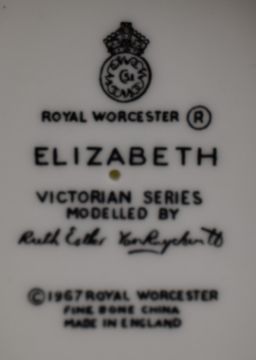 ROYAL WORCESTER ®
ELIZABETH
VICTORIAN SERIES
MODELLED BY
Ruth Esther Van Ruyckevelt
© 1967 ROYAL WORCESTER
FINE BONE CHINA
MADE IN ENGLAND